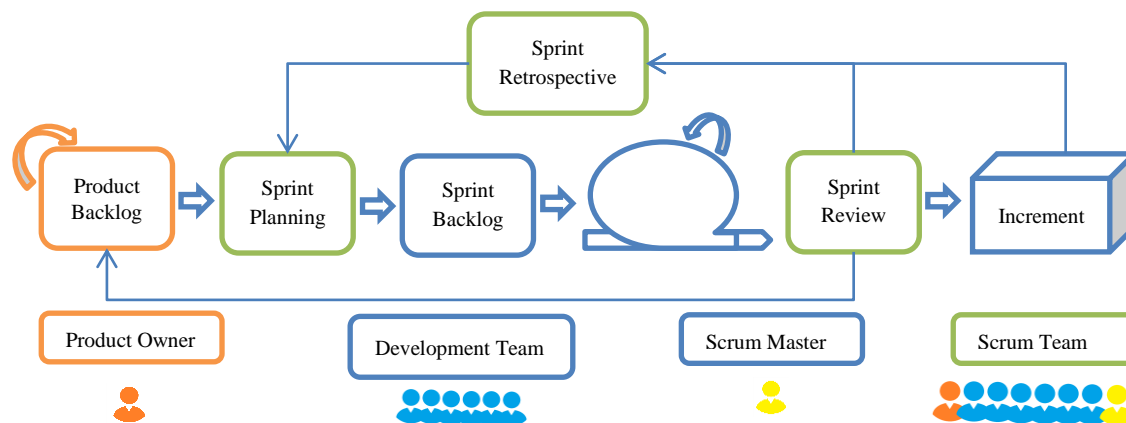 Sprint
Retrospective
Product
Backlog
Sprint
Planning
Sprint
Backlog
Sprint
Review
Increment
Product Owner
Development Team
Scrum Master
Scrum Team